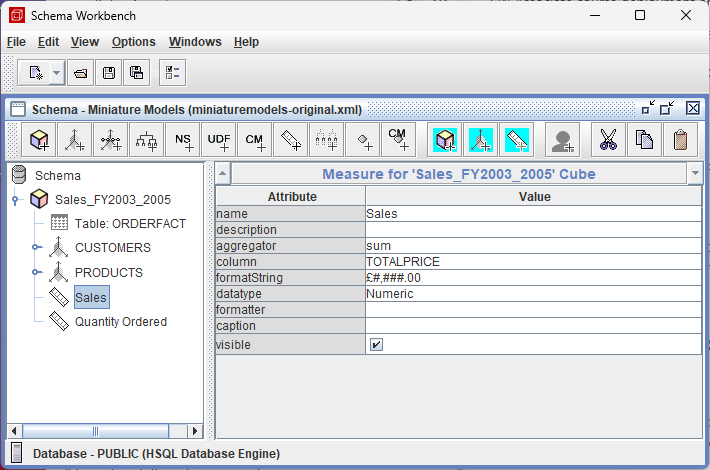 Schema Workbench
File Edit View Options Windows Help
Schema - Miniature Models (miniaturemodels-original.xml)
NS UDF CM CM
Schema
Sales_FY2003_2005
Table: ORDERFACT
CUSTOMERS
PRODUCTS
Sales
Quantity Ordered
Measure for 'Sales_FY2003_2005' Cube
Attribute Value
name Sales
description
aggregator sum
column TOTALPRICE
formatString £#,###.00
datatype Numeric
formatter
caption
visible
Database - PUBLIC (HSQL Database Engine)